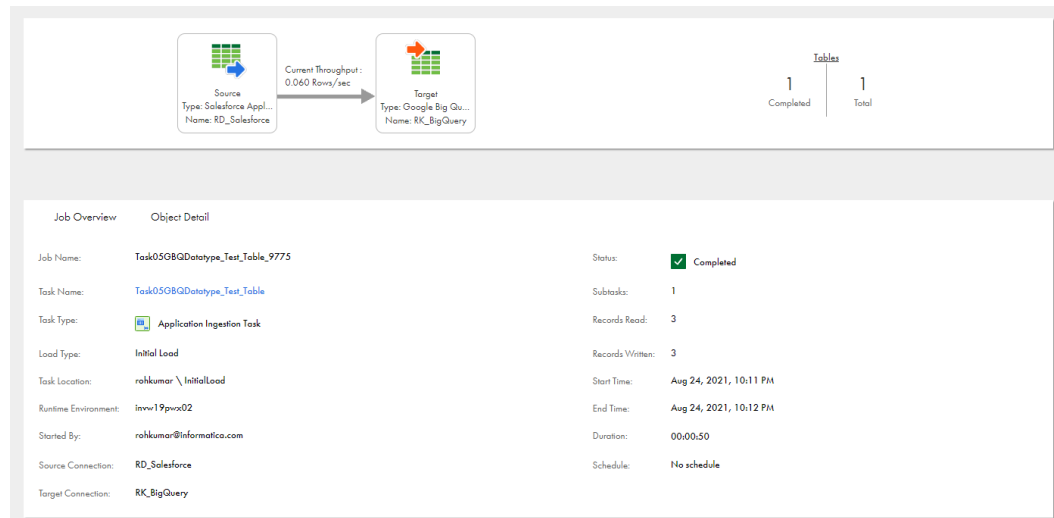 Current Throughput :
0.060 Rows/sec
Source
Type: Salesforce Appl...
Name: RD_Salesforce
Target
Type: Google Big Qu...
Name: RK_BigQuery
Tables
1 1
Completed Total
Job Overview Object Detail
Job Name: Task05GBQDatatype_Test_Table_9775
Status: Completed
Task Name: Task05GBQDatatype_Test_Table
Subtasks: 1
Task Type: Application Ingestion Task
Records Read: 3
Load Type: Initial Load
Records Written: 3
Task Location: rohkumar \ InitialLoad
Start Time: Aug 24, 2021, 10:11 PM
Runtime Environment: invw19pwx02
End Time: Aug 24, 2021, 10:12 PM
Started By: rohkumar@informatica.com
Duration: 00:00:50
Source Connection: RD_Salesforce
Schedule: No schedule
Target Connection: RK_BigQuery